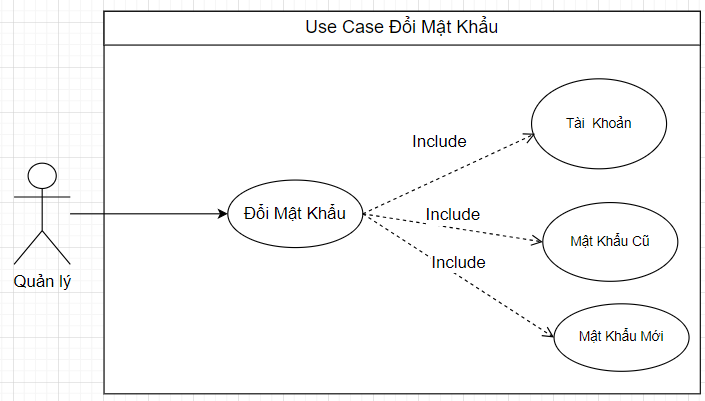 Use Case Đổi Mật Khẩu
Tài Khoản
Include
Đổi Mật Khẩu
Include
Mật Khẩu Cũ
Include
Quản lý
Mật Khẩu Mới